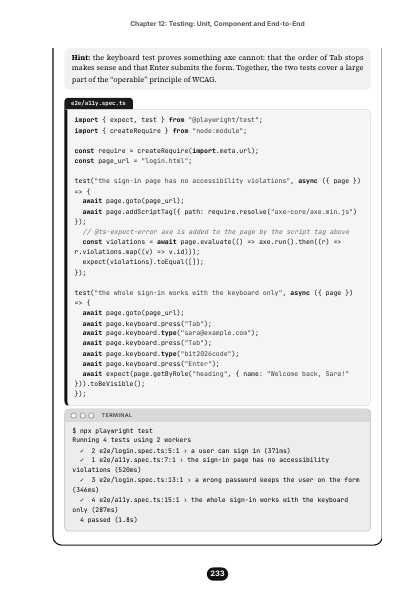 Chapter 12: Testing: Unit, Component and End-to-End
Hint: the keyboard test proves something axe cannot: that the order of Tab stops
makes sense and that Enter submits the form. Together, the two tests cover a large
part of the “operable” principle of WCAG.
e2e/a11y.spec.ts
import { expect, test } from "@playwright/test";
import { createRequire } from "node:module";
const require = createRequire(import.meta.url);
const page_url = "login.html";
test("the sign-in page has no accessibility violations", async ({ page })
=> {
await page.goto(page_url);
await page.addScriptTag({ path: require.resolve("axe-core/axe.min.js")
});
// @ts-expect-error axe is added to the page by the script tag above
const violations = await page.evaluate(() => axe.run().then((r) =>
r.violations.map((v) => v.id)));
expect(violations).toEqual([]);
});
test("the whole sign-in works with the keyboard only", async ({ page })
=> {
await page.goto(page_url);
await page.keyboard.press("Tab");
await page.keyboard.type("sara@example.com");
await page.keyboard.press("Tab");
await page.keyboard.type("bit2026code");
await page.keyboard.press("Enter");
await expect(page.getByRole("heading", { name: "Welcome back, Sara!"
})).toBeVisible();
});
TERMINAL
$ npx playwright test
Running 4 tests using 2 workers
✓ 2 e2e/login.spec.ts:5:1 › a user can sign in (371ms)
✓ 1 e2e/a11y.spec.ts:7:1 › the sign-in page has no accessibility
violations (520ms)
✓ 3 e2e/login.spec.ts:13:1 › a wrong password keeps the user on the form
(346ms)
✓ 4 e2e/a11y.spec.ts:15:1 › the whole sign-in works with the keyboard
only (287ms)
4 passed (1.8s)
233